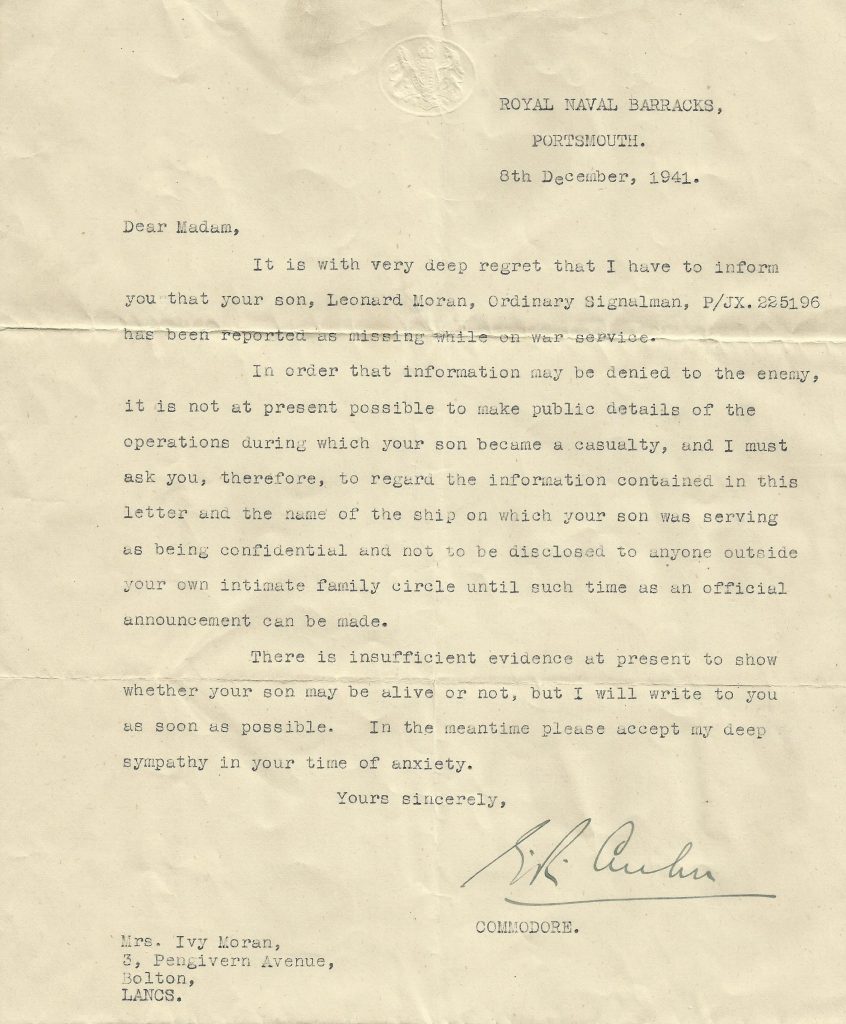 ROYAL NAVAL BARRACKS,
PORTSMOUTH.
8th December, 1941.
Dear Madam,
It is with very deep regret that I have to inform
you that your son, Leonard Moran, Ordinary Signalman, P/JX.225196
has been reported as missing while on war service.
In order that information may be denied to the enemy,
it is not at present possible to make public details of the
operations during which your son became a casualty, and I must
ask you, therefore, to regard the information contained in this
letter and the name of the ship on which your son was serving
as being confidential and not to be disclosed to anyone outside
your own intimate family circle until such time as an official
announcement can be made.
There is insufficient evidence at present to show
whether your son may be alive or not, but I will write to you
as soon as possible. In the meantime please accept my deep
sympathy in your time of anxiety.
Yours sincerely,
COMMODORE.
Mrs. Ivy Moran,
3, Pengivern Avenue,
Bolton,
LANCS.